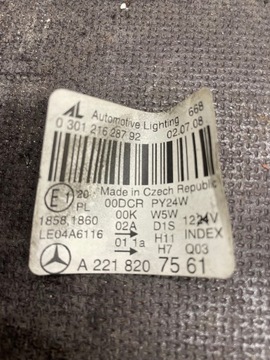 AL Automotive Lighting 668
0 301 216 287 92 02.07.08
Made in Czech Republic
E1 20 00DCR PY24W
PL 00K W5W 12
1858,1860 02A D1S INDEX
LE04A6116 01 1a H11 Q03
H7
A 221 820 75 61